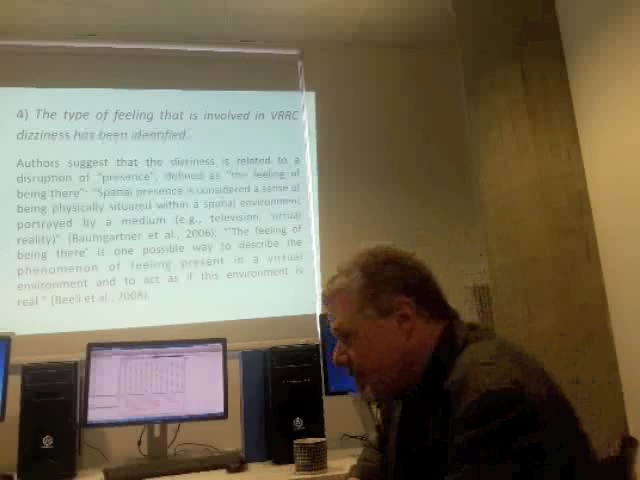 4) The type of feeling that is involved in VRRC
dizziness has been identified.
Authors suggest that the dizziness is related to a
disruption of "presence", defined as "the feeling of
being there": "Spatial presence is considered a sense of
being physically situated within a spatial environment
portrayed by a medium (e.g., television, virtual
reality)" (Baumgartner et al., 2006). "'The feeling of
being there' is one possible way to describe the
phenomenon of feeling present in a virtual
environment and to act as if this environment is
real." (Beeli et al., 2008).